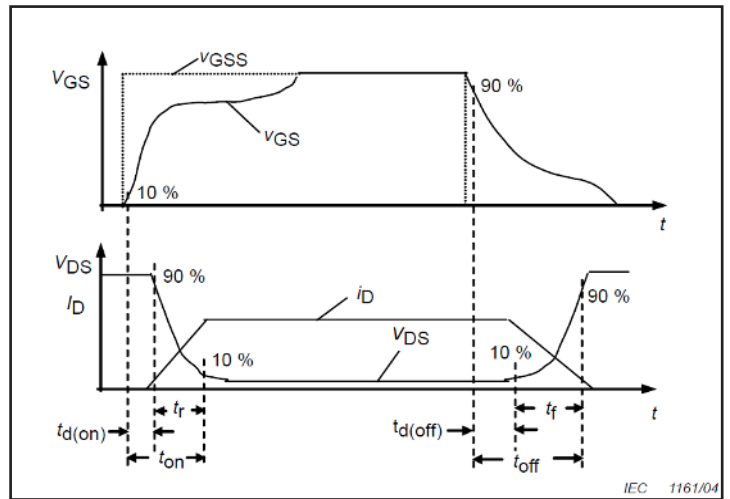 vGSS
VGS
90 %
vGS
10 %
t
VDS
90 %
iD
ID
90 %
VDS
10 %
10 %
tr
tf
t
td(on)
td(off)
ton
toff
IEC 1161/04